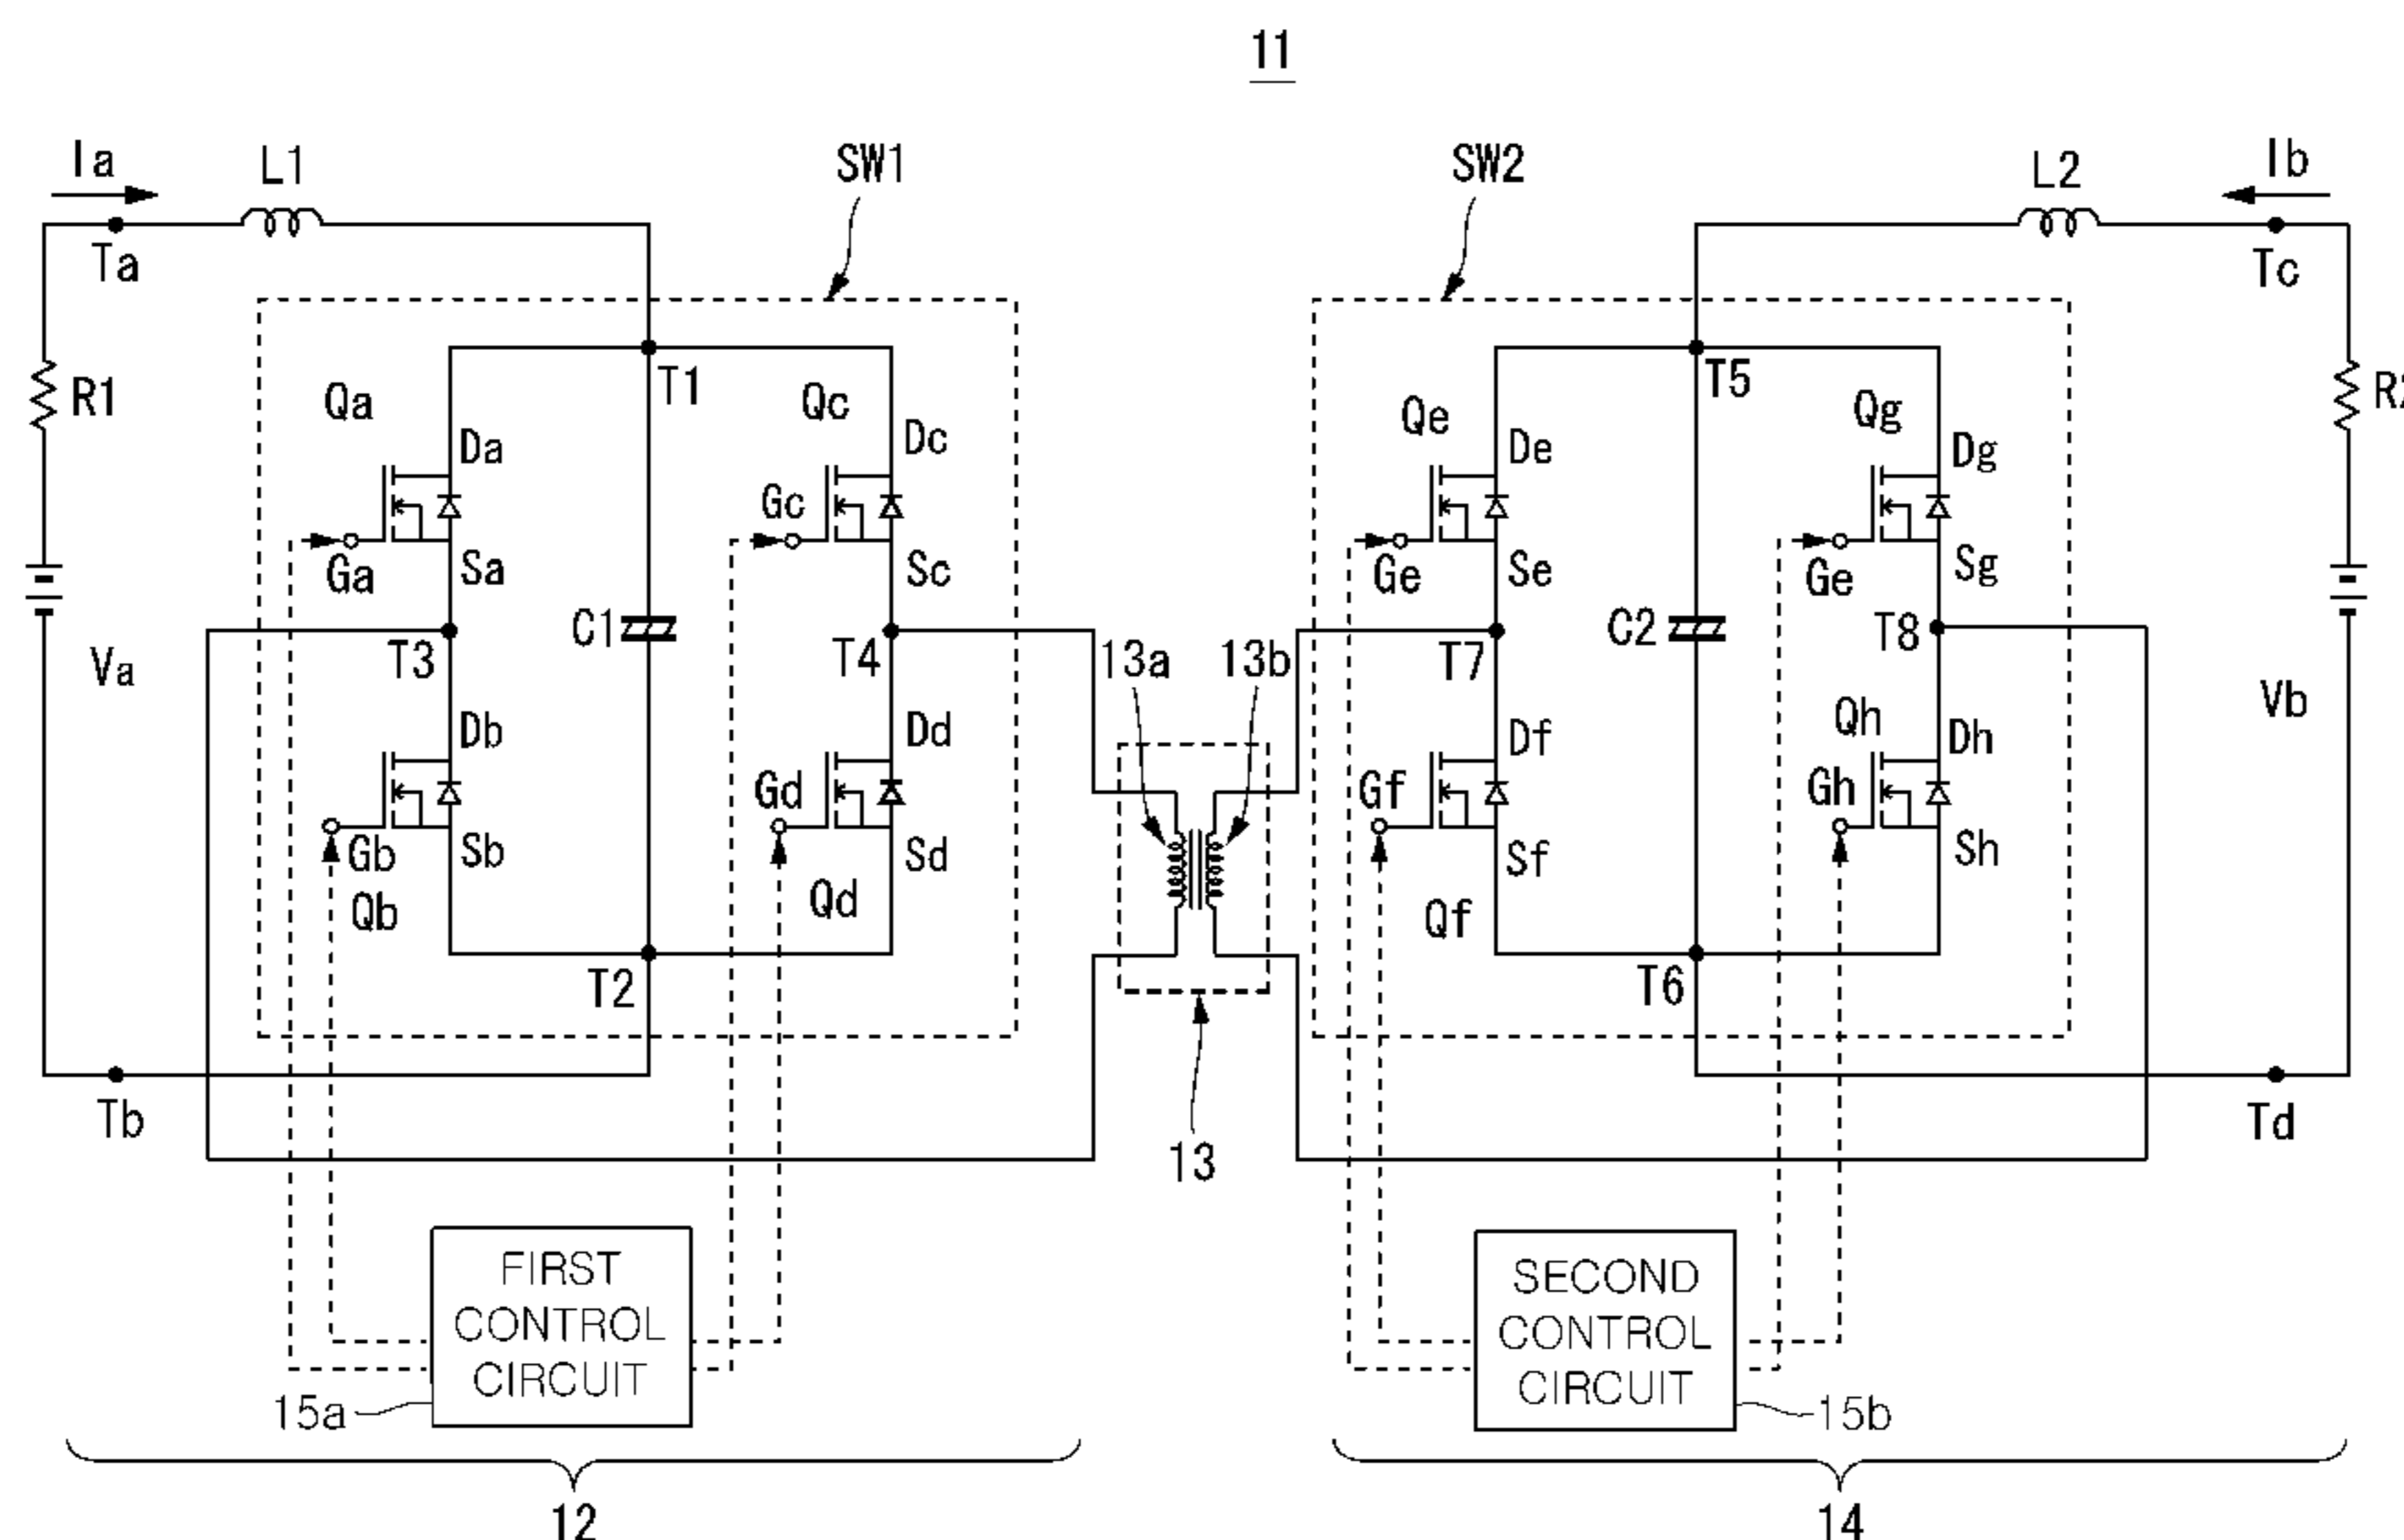 11
Ia
L1
SW1
SW2
L2
Ib
Ta
Tc
R1
Qa
T1
Qc
Qe
T5
Qg
Da
Dc
De
Dg
Gc
Ga
Sa
Sc
Ge
Se
Ge
Sg
Va
T3
C1
T4
13a
13b
T7
C2
T8
Vb
Db
Dd
Df
Qh
Dh
Gd
Gf
Gh
Gb
Sb
Sd
Sf
Sh
Qb
Qd
Qf
T2
T6
Tb
13
Td
FIRST
CONTROL
CIRCUIT
SECOND
CONTROL
CIRCUIT
15a
15b
12
14